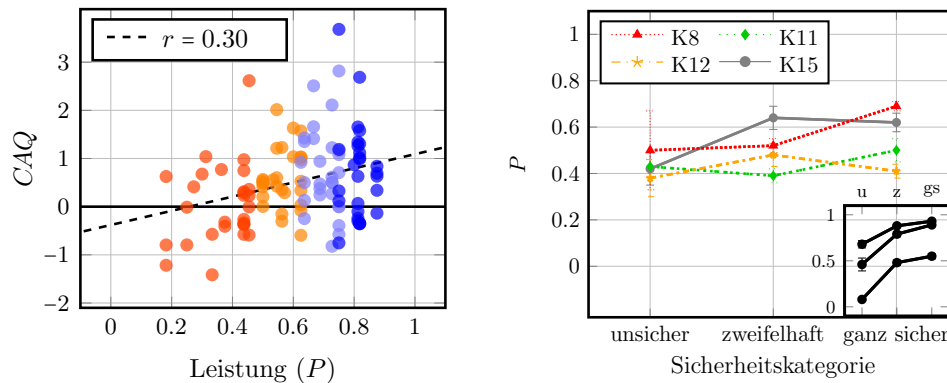 r = 0.30
CAQ
3
2
1
0
−1
−2
0
0.2
0.4
0.6
0.8
1
Leistung (P)
K8
K11
K12
K15
P
1
0.8
0.6
0.4
0.2
0
u
z
gs
1
0.5
0
unsicher
zweifelhaft
ganz sicher
Sicherheitskategorie